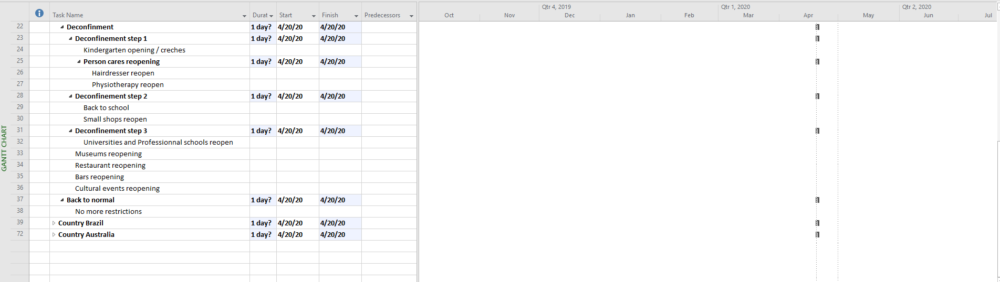 Qtr 4, 2019 Qtr 1, 2020 Qtr 2, 2020
Task Name Durat Start Finish Predecessors Oct Nov Dec Jan Feb Mar Apr May Jun Jul
22 Deconfinment 1 day? 4/20/20 4/20/20
23 Deconfinement step 1 1 day? 4/20/20 4/20/20
24 Kindergarten opening / creches
25 Person cares reopening 1 day? 4/20/20 4/20/20
26 Hairdresser reopen
27 Physiotherapy reopen
28 Deconfinement step 2 1 day? 4/20/20 4/20/20
29 Back to school
30 Small shops reopen
31 Deconfinement step 3 1 day? 4/20/20 4/20/20
32 Universities and Professionnal schools reopen
33 Museums reopening
34 Restaurant reopening
35 Bars reopening
36 Cultural events reopening
37 Back to normal 1 day? 4/20/20 4/20/20
38 No more restrictions
39 Country Brazil 1 day? 4/20/20 4/20/20
72 Country Australia 1 day? 4/20/20 4/20/20
GANTT CHART